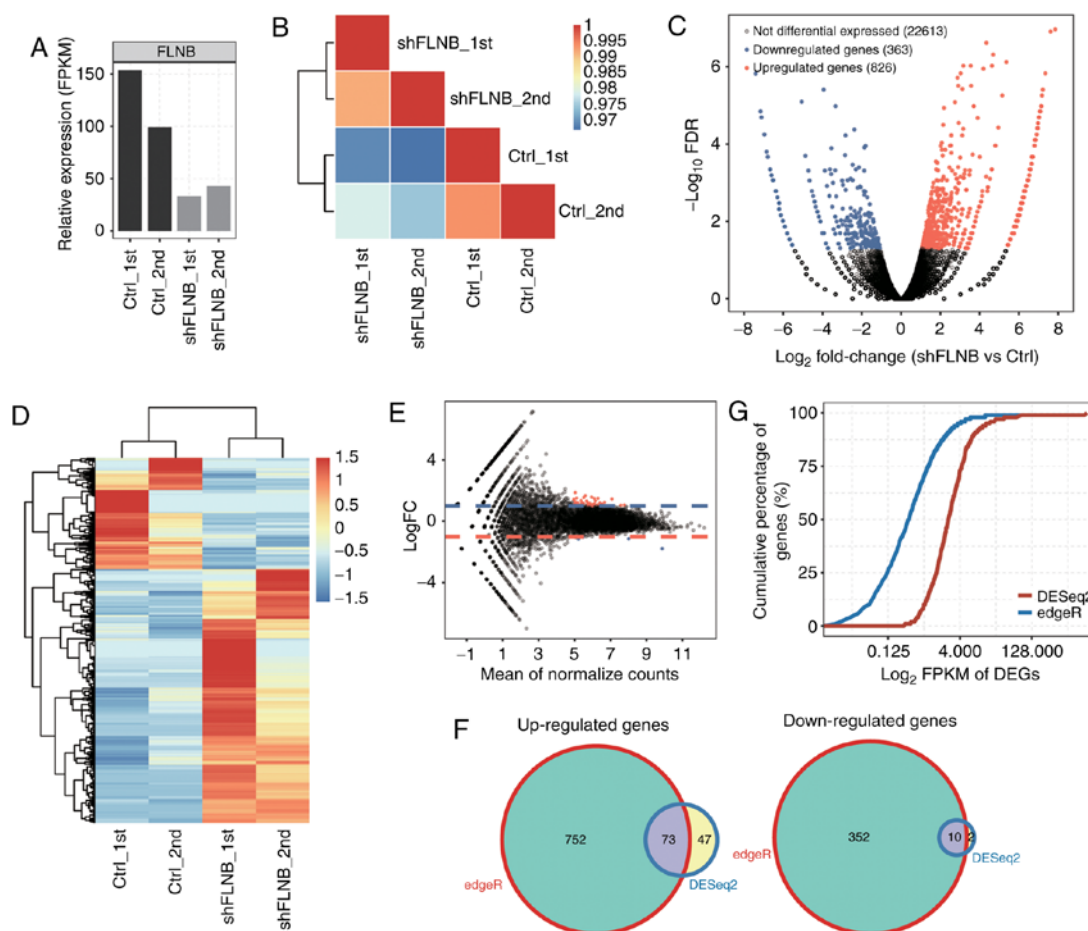 A
FLNB
Relative expression (FPKM)
150
100
50
0
Ctrl_1st
Ctrl_2nd
shFLNB_1st
shFLNB_2nd
B
shFLNB_1st
shFLNB_2nd
Ctrl_1st
Ctrl_2nd
1
0.995
0.99
0.985
0.98
0.975
0.97
shFLNB_1st
shFLNB_2nd
Ctrl_1st
Ctrl_2nd
C
Not differential expressed (22613)
Downregulated genes (363)
Upregulated genes (826)
−Log10 FDR
6
4
2
0
−8 −6 −4 −2 0 2 4 6 8
Log2 fold-change (shFLNB vs Ctrl)
D
1.5
1
0.5
0
−0.5
−1
−1.5
Ctrl_1st
Ctrl_2nd
shFLNB_1st
shFLNB_2nd
E
LogFC
4
0
−4
−1 1 3 5 7 9 11
Mean of normalize counts
G
Cumulative percentage of
genes (%)
100
75
50
25
0
DESeq2
edgeR
0.125 4.000 128.000
Log2 FPKM of DEGs
F
Up-regulated genes
752 73 47
edgeR
DESeq2
Down-regulated genes
352 10 2
edgeR
DESeq2